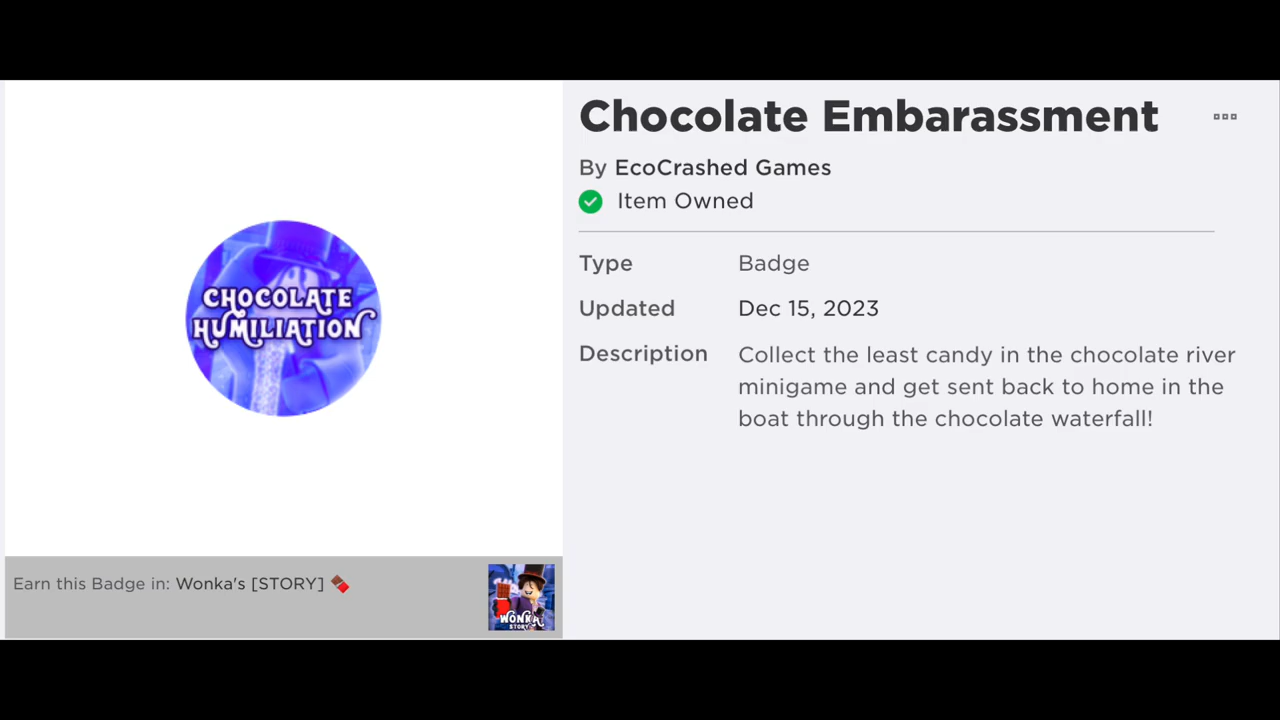 Chocolate Embarassment
By EcoCrashed Games
Item Owned
Type Badge
Updated Dec 15, 2023
Description Collect the least candy in the chocolate river
minigame and get sent back to home in the
boat through the chocolate waterfall!
CHOCOLATE
HUMILIATION
Earn this Badge in: Wonka's [STORY] 🍫
WONKA
STORY